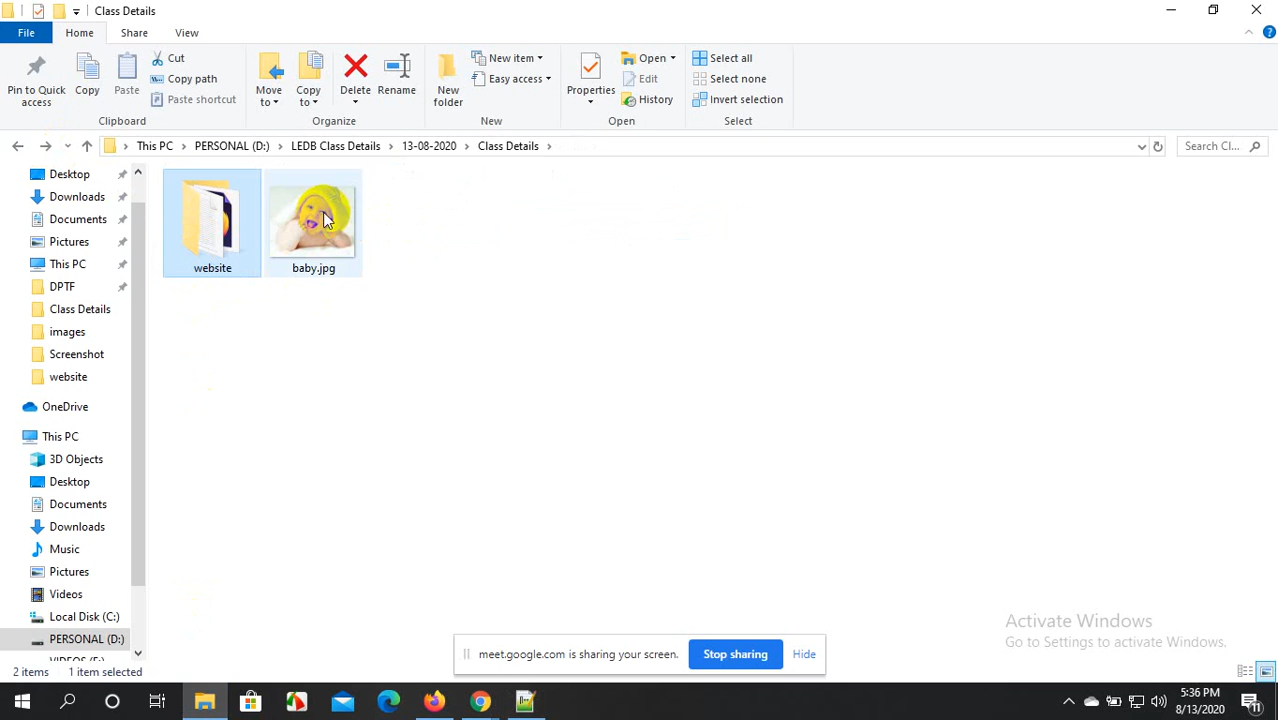 Class Details
File Home Share View
Pin to Quick access
Copy
Paste
Cut
Copy path
Paste shortcut
Clipboard
Move to
Copy to
Delete
Rename
Organize
New folder
New item
Easy access
New
Properties
Open
Edit
History
Open
Select all
Select none
Invert selection
Select
This PC > PERSONAL (D:) > LEDB Class Details > 13-08-2020 > Class Details >
Search Cl...
Desktop
Downloads
Documents
Pictures
This PC
DPTF
Class Details
images
Screenshot
website
OneDrive
This PC
3D Objects
Desktop
Documents
Downloads
Music
Pictures
Videos
Local Disk (C:)
PERSONAL (D:)
VIDEOS (E:)
website
baby.jpg
Activate Windows
Go to Settings to activate Windows.
meet.google.com is sharing your screen. Stop sharing Hide
2 items 1 item selected
5:36 PM
8/13/2020
11